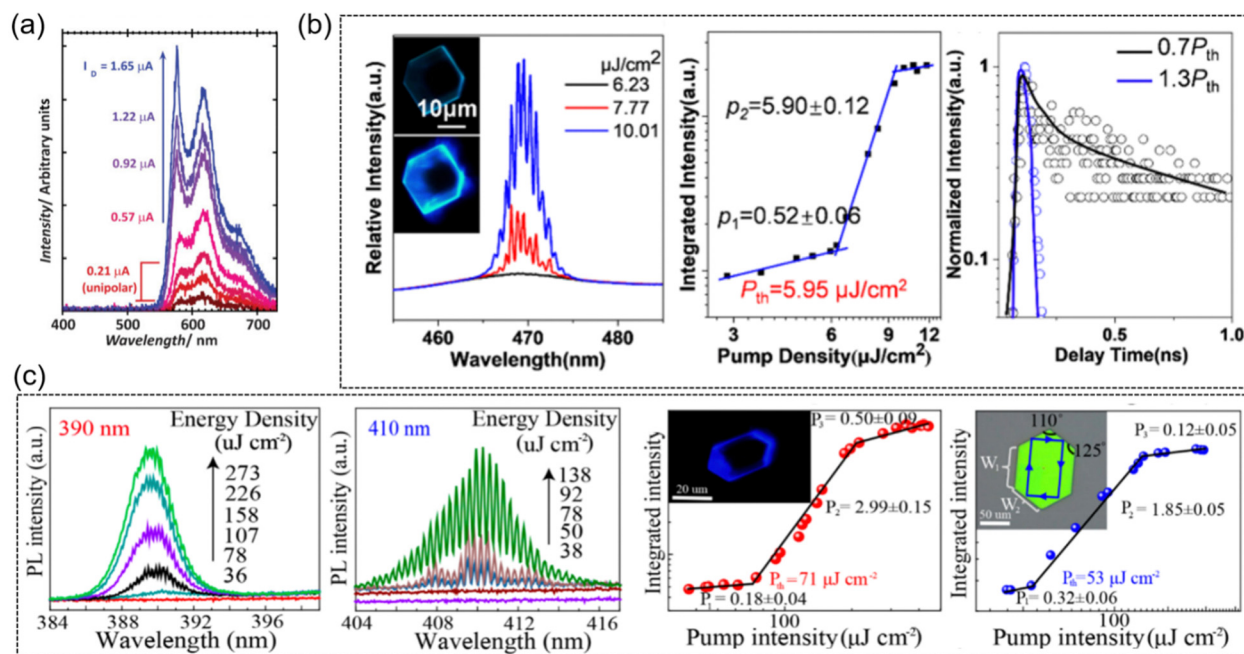 (a)
Intensity/ Arbitrary units
I D = 1.65 µA
1.22 µA
0.92 µA
0.57 µA
0.21 µA
(unipolar)
400 500 600 700
Wavelength/ nm
(b)
Relative Intensity(a.u.)
10µm
µJ/cm²
6.23
7.77
10.01
460 470 480
Wavelength(nm)
Integrated Intensity(a.u.)
p₂=5.90±0.12
p₁=0.52±0.06
Pth=5.95 µJ/cm²
3 6 9 12
Pump Density(µJ/cm²)
Normalized Intensity(a.u.)
1
0.1
0.7Pth
1.3Pth
0.5 1.0
Delay Time(ns)
(c)
PL intensity (a.u.)
390 nm
Energy Density
(uJ cm⁻²)
273
226
158
107
78
36
384 388 392 396
Wavelength (nm)
PL intensity (a.u.)
410 nm
Energy Density
(uJ cm⁻²)
138
92
78
50
38
404 408 412 416
Wavelength (nm)
Integrated intensity
20 um
P₃= 0.50±0.09
P₂= 2.99±0.15
Pth=71 µJ cm⁻²
P₁= 0.18±0.04
100
Pump intensity(µJ cm⁻²)
Integrated intensity
110°
125°
W₁
W₂
50 um
P₃= 0.12±0.05
P₂= 1.85±0.05
Pth=53 µJ cm⁻²
P₁= 0.32±0.06
100
Pump intensity(µJ cm⁻²)